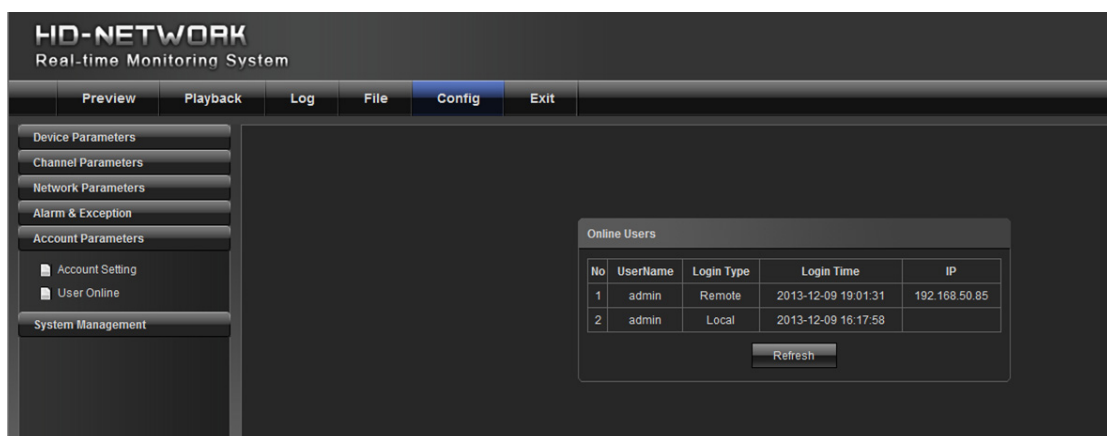 HD-NETWORK
Real-time Monitoring System
Preview Playback Log File Config Exit
Device Parameters
Channel Parameters
Network Parameters
Alarm & Exception
Account Parameters
Account Setting
User Online
System Management
Online Users
No UserName Login Type Login Time IP
1 admin Remote 2013-12-09 19:01:31 192.168.50.85
2 admin Local 2013-12-09 16:17:58
Refresh